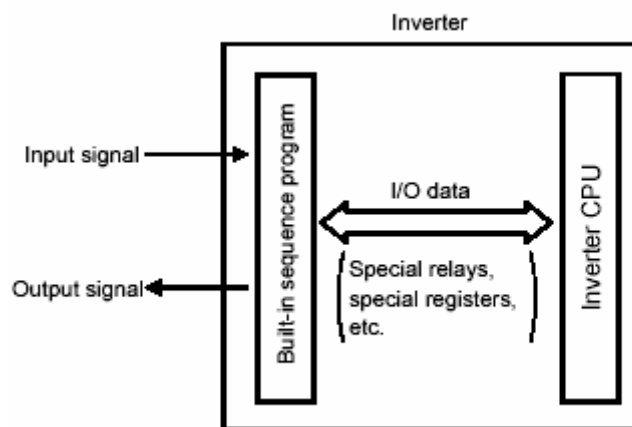 Inverter
Input signal
Output signal
Built-in sequence program
I/O data
Special relays,
special registers,
etc.
Inverter CPU